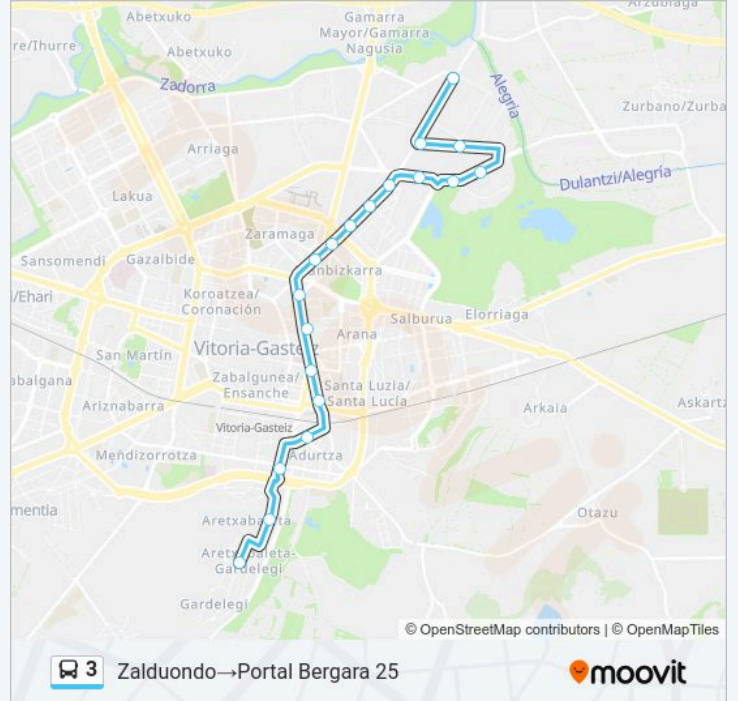 Abetxuko
Gamarra
Mayor/Gamarra
Nagusia
Arzubiaga
re/Ihurre
Abetxuko
Zadorra
Alegria
Zurbano/Zurba
Arriaga
Dulantzi/Alegría
Lakua
Zaramaga
Sansomendi
Gazalbide
anbizkarra
i/Ehari
Koroatzea/
Coronación
Salburua
Elorriaga
Arana
Vitoria-Gasteiz
San Martin
Zabalgunea/
Ensanche
Santa Luzia/
Santa Lucía
abalgana
Ariznabarra
Arkaia
Askartz
Vitoria-Gasteiz
Mendizorrotza
Adurtza
mentia
Otazu
Aretxabaleta
Aretxabaleta-
Gardelegi
Gardelegi
© OpenStreetMap contributors | © OpenMapTiles
3 Zalduondo→Portal Bergara 25
moovit